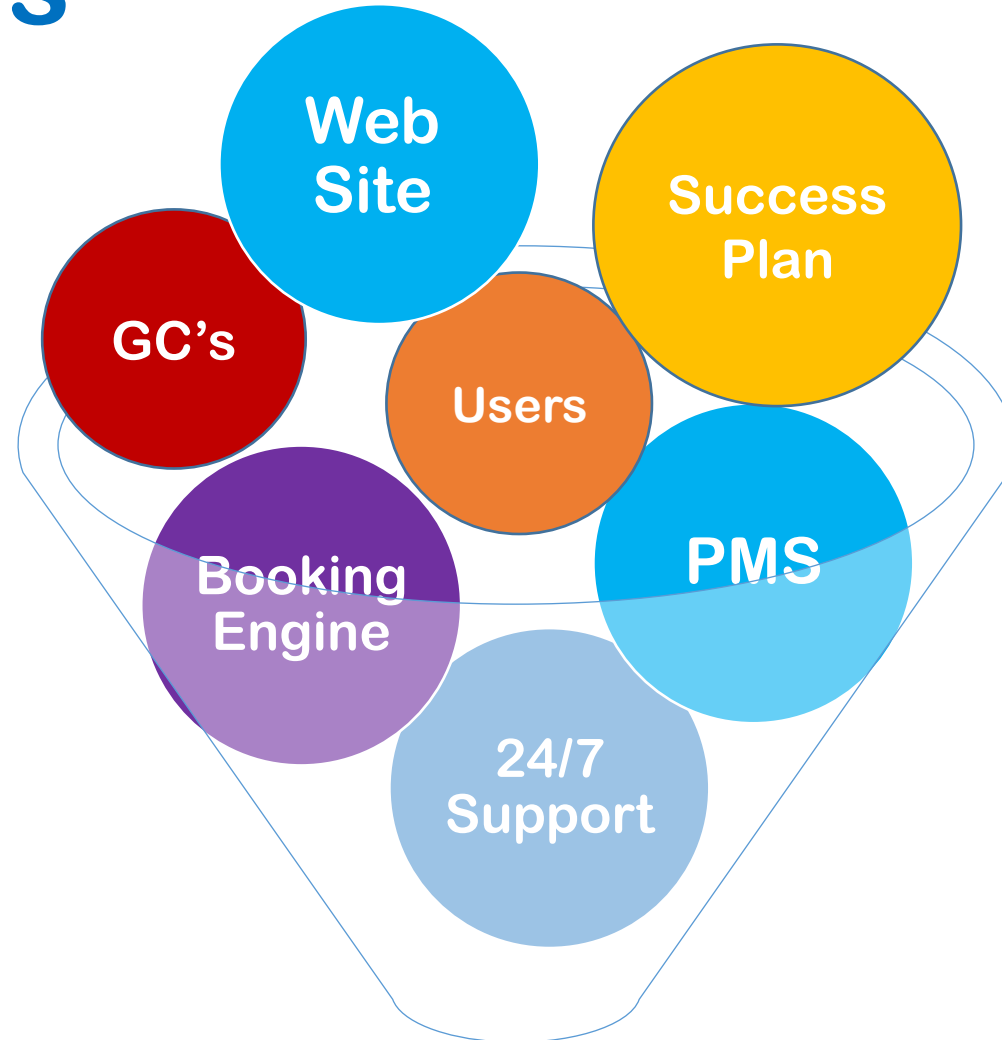 s
Web
Site
Success
Plan
GC’s
Users
Booking
Engine
PMS
24/7
Support